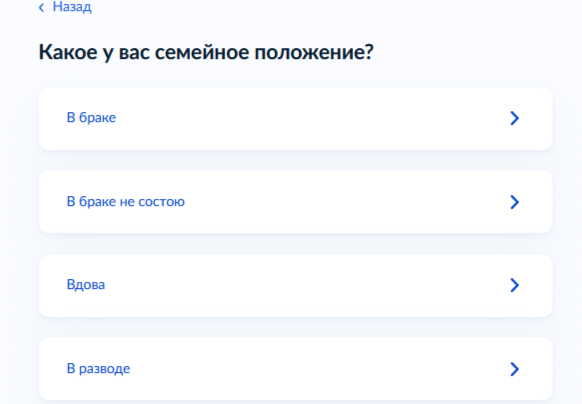 Назад
Какое у вас семейное положение?
В браке
В браке не состою
Вдова
В разводе